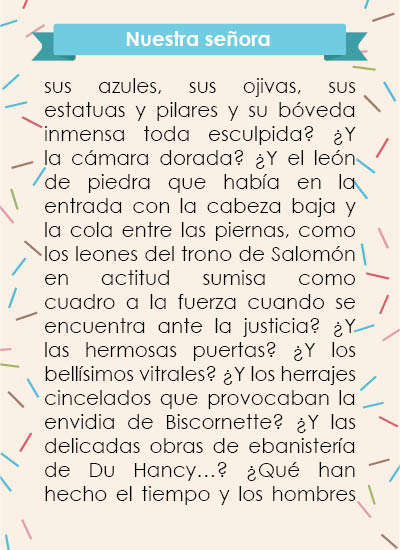 Nuestra señora
sus azules, sus ojivas, sus
estatuas y pilares y su bóveda
inmensa toda esculpida? ¿Y
la cámara dorada? ¿Y el león
de piedra que había en la
entrada con la cabeza baja y
la cola entre las piernas, como
los leones del trono de Salomón
en actitud sumisa como
cuadro a la fuerza cuando se
encuentra ante la justicia? ¿Y
las hermosas puertas? ¿Y los
bellísimos vitrales? ¿Y los herrajes
cincelados que provocaban la
envidia de Biscornette? ¿Y las
delicadas obras de ebanistería
de Du Hancy...? ¿Qué han
hecho el tiempo y los hombres